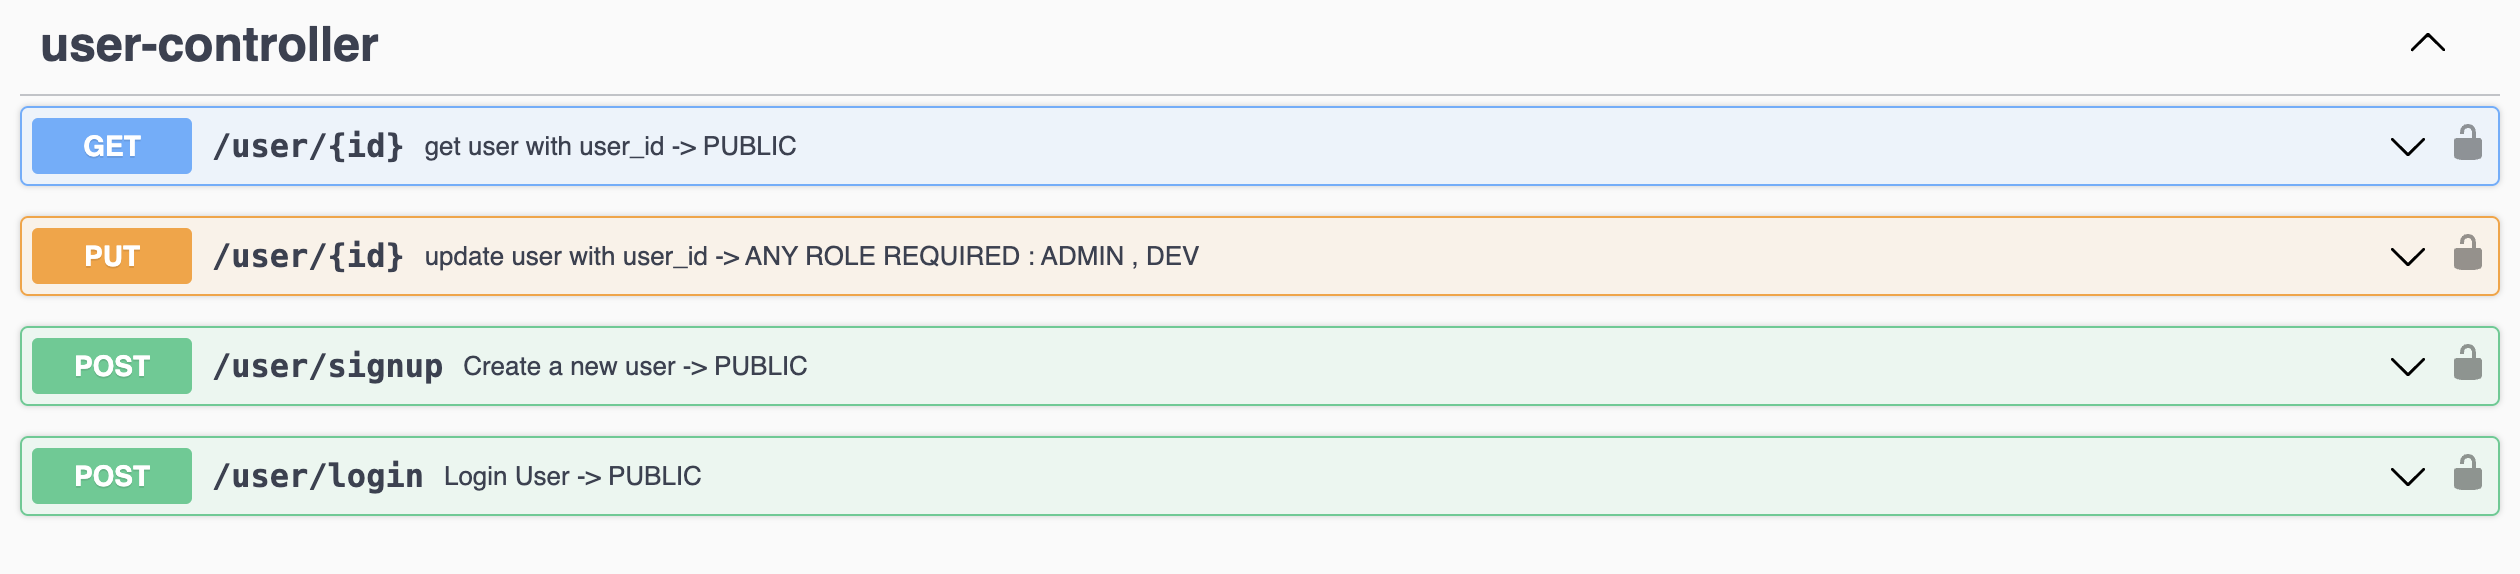 user-controller
GET /user/{id} get user with user_id -> PUBLIC
PUT /user/{id} update user with user_id -> ANY ROLE REQUIRED : ADMIN , DEV
POST /user/signup Create a new user -> PUBLIC
POST /user/login Login User -> PUBLIC